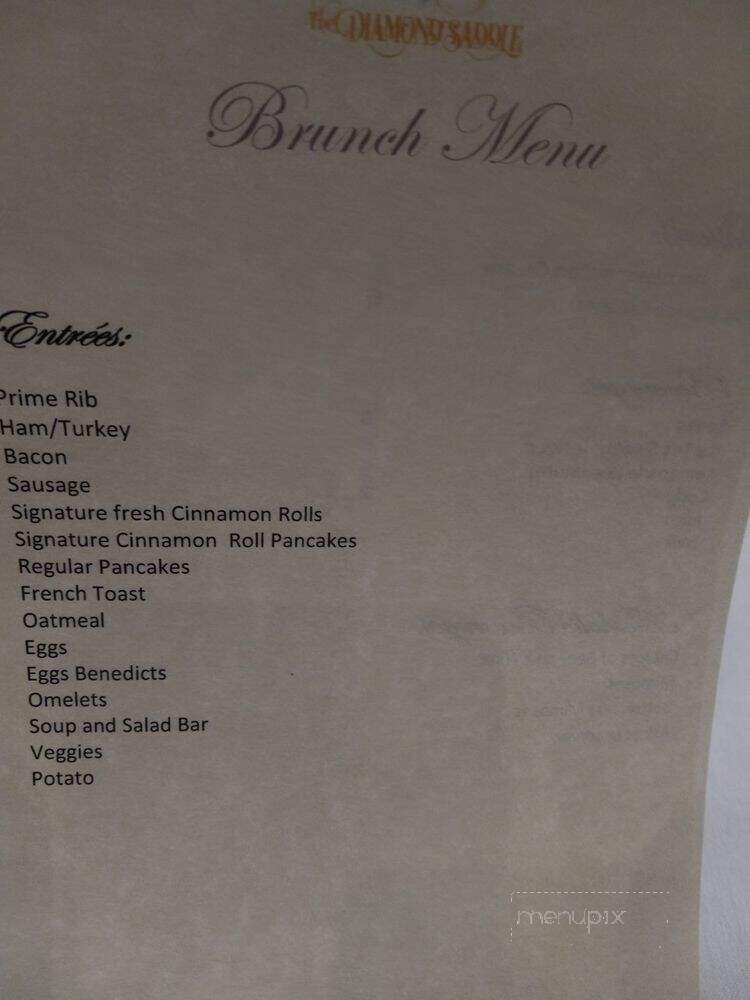 The DIAMOND SADDLE
Brunch Menu
Entrées:
Prime Rib
Ham/Turkey
Bacon
Sausage
Signature fresh Cinnamon Rolls
Signature Cinnamon Roll Pancakes
Regular Pancakes
French Toast
Oatmeal
Eggs
Eggs Benedicts
Omelets
Soup and Salad Bar
Veggies
Potato
menupix